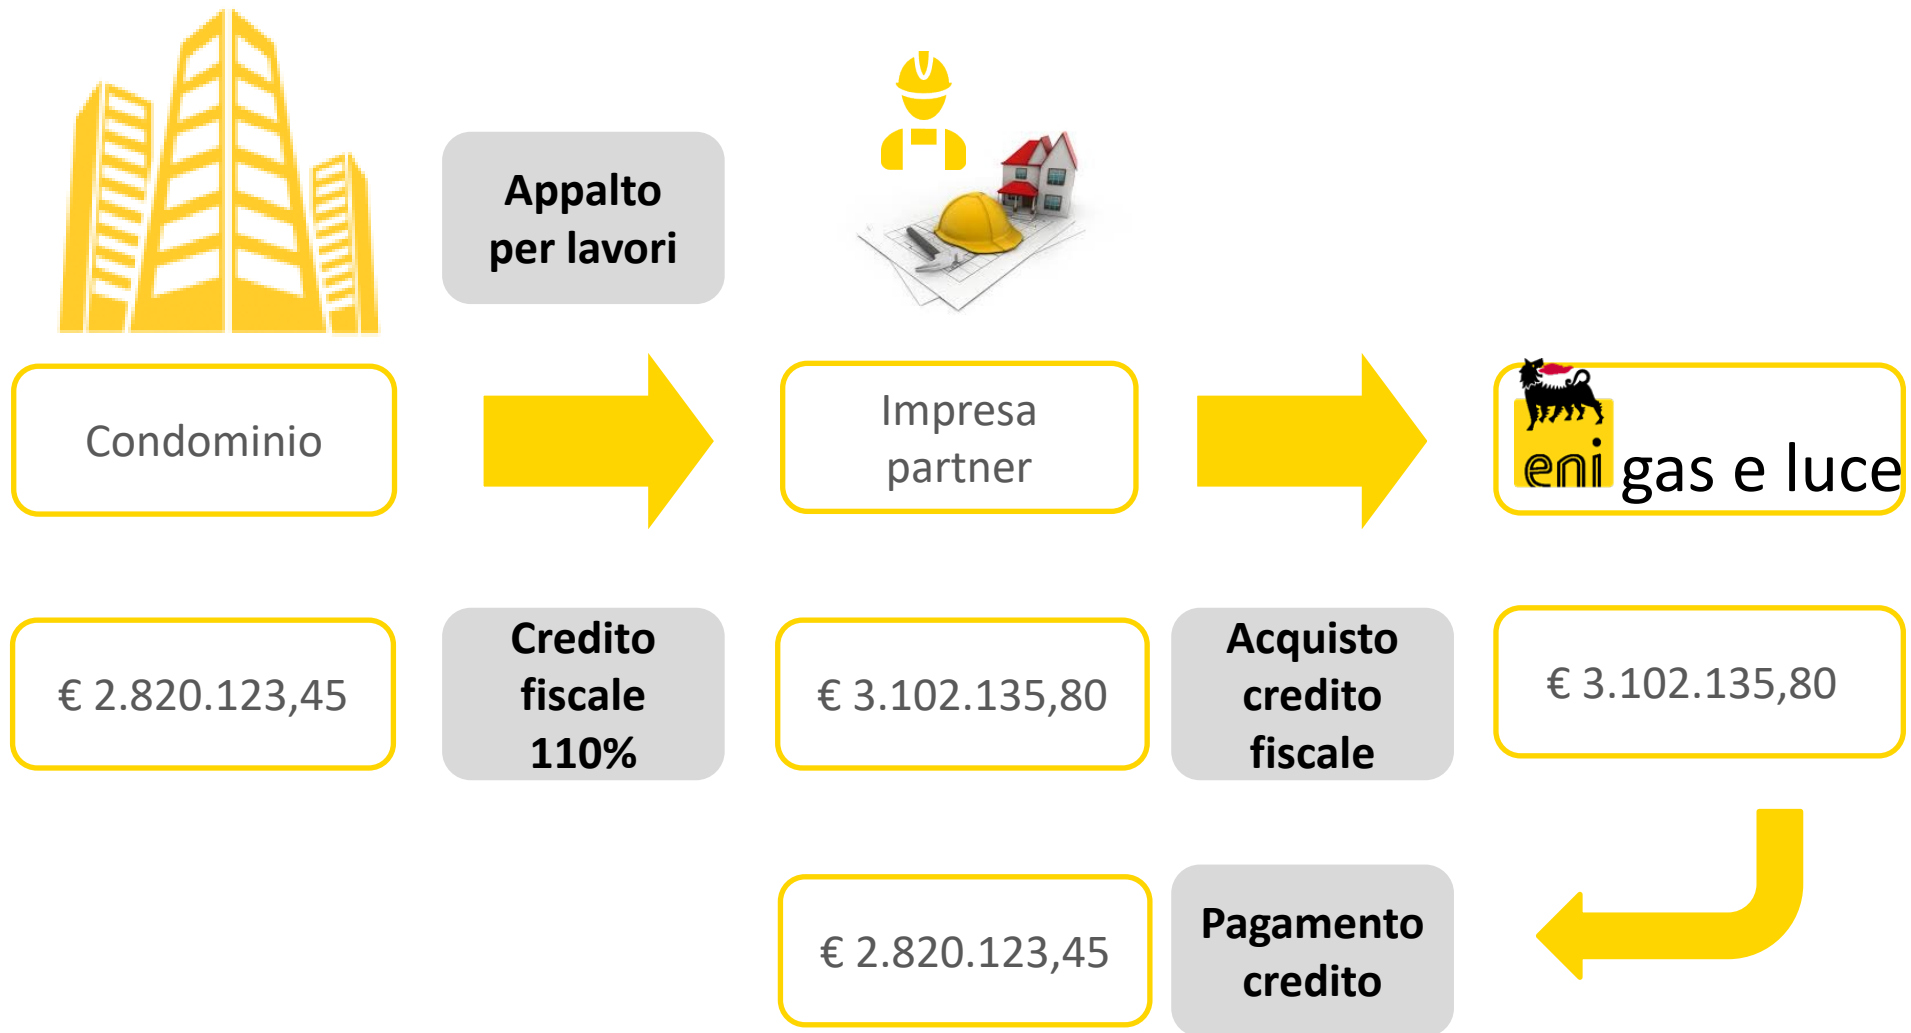 Appalto
per lavori
Condominio
Impresa
partner
eni gas e luce
€ 2.820.123,45
Credito
fiscale
110%
€ 3.102.135,80
Acquisto
credito
fiscale
€ 3.102.135,80
€ 2.820.123,45
Pagamento
credito